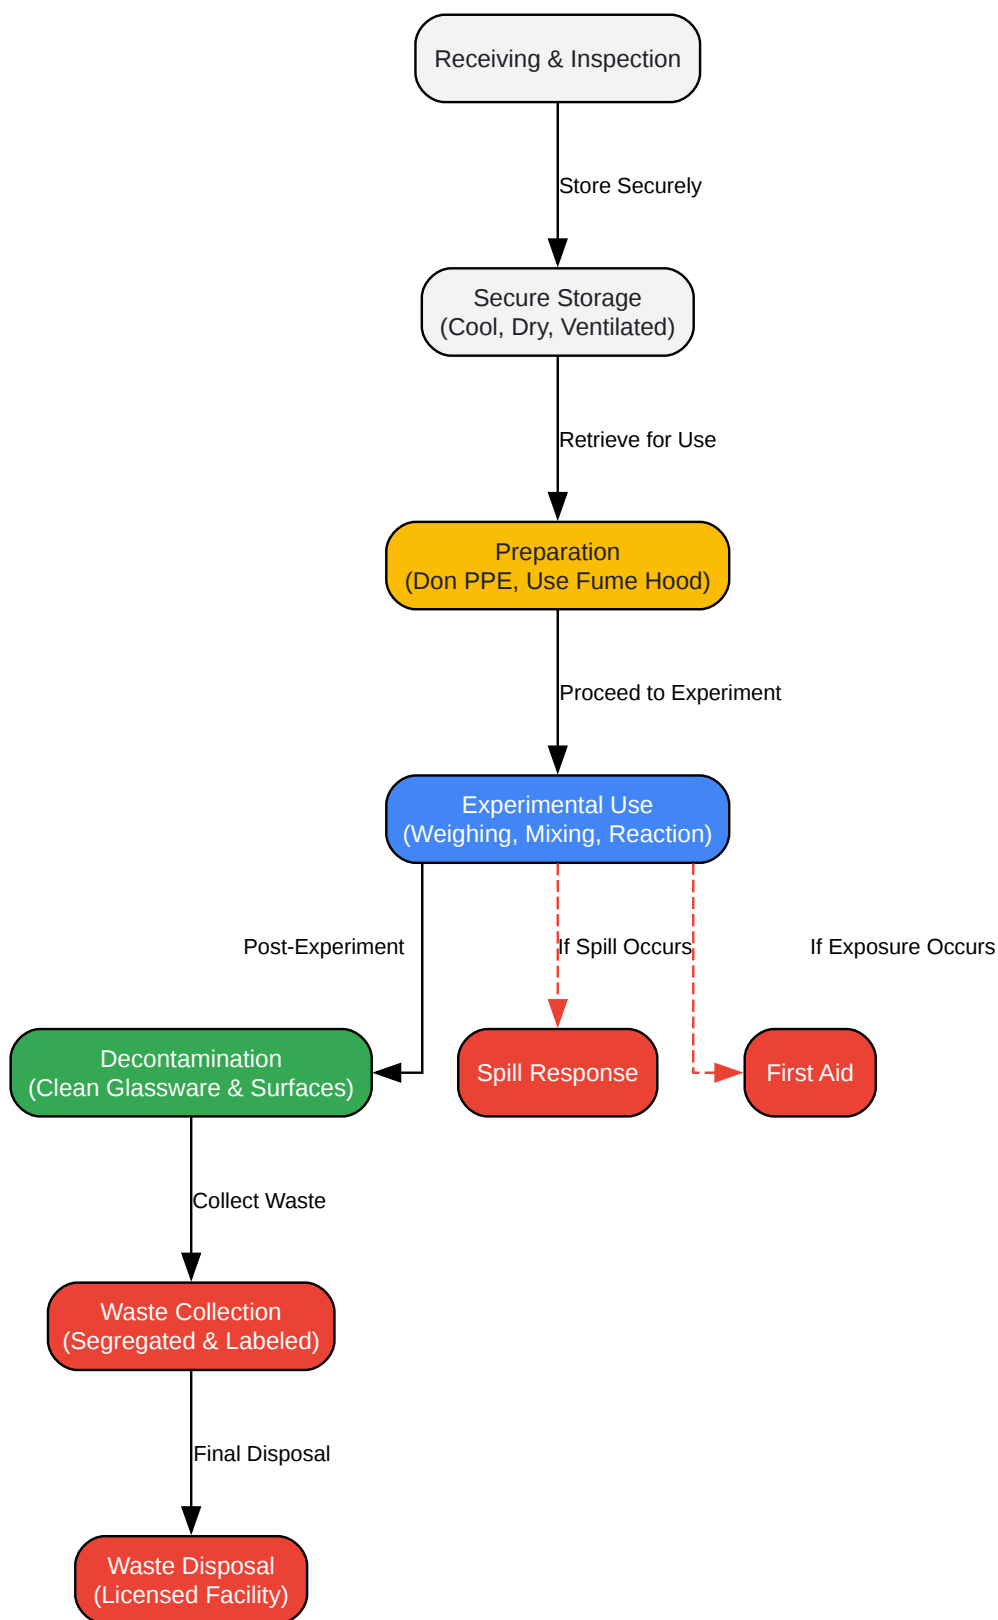 Receiving & Inspection
Store Securely
Secure Storage
(Cool, Dry, Ventilated)
Retrieve for Use
Preparation
(Don PPE, Use Fume Hood)
Proceed to Experiment
Experimental Use
(Weighing, Mixing, Reaction)
Post-Experiment
If Spill Occurs
If Exposure Occurs
Decontamination
(Clean Glassware & Surfaces)
Spill Response
First Aid
Collect Waste
Waste Collection
(Segregated & Labeled)
Final Disposal
Waste Disposal
(Licensed Facility)